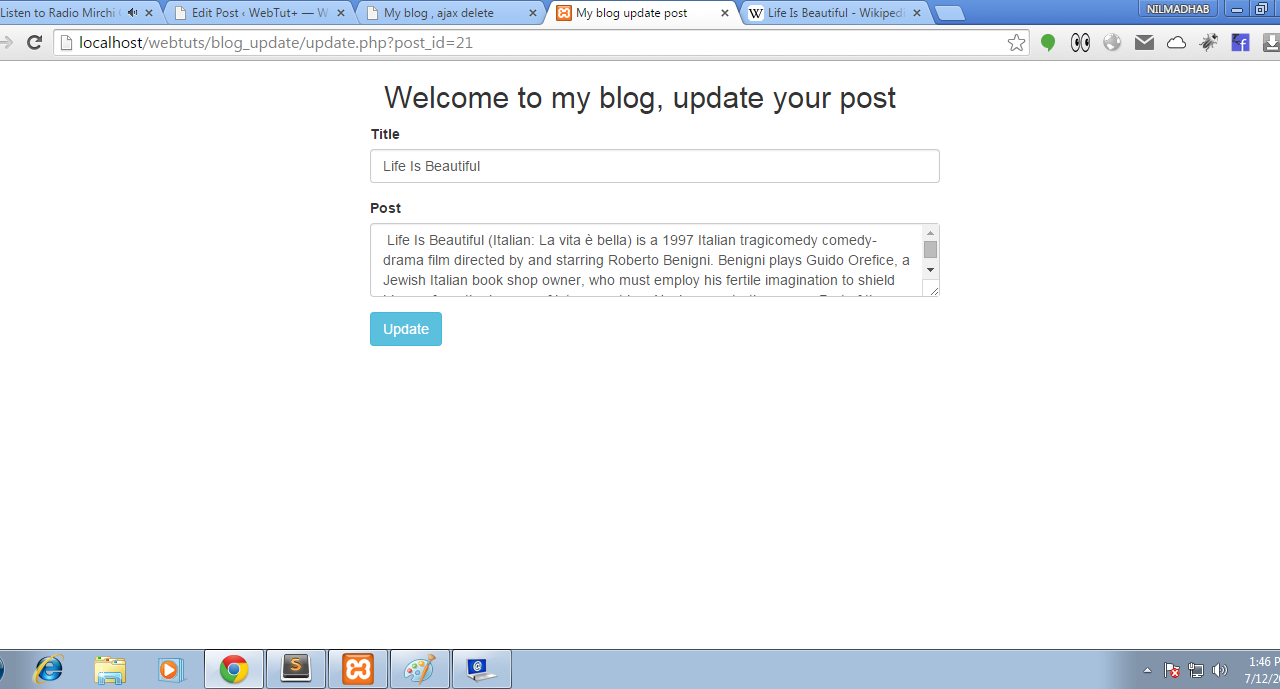 Listen to Radio Mirchi
Edit Post ‹ WebTut+ — W
My blog , ajax delete
My blog update post
Life Is Beautiful - Wikiped
NILMADHAB
localhost/webtuts/blog_update/update.php?post_id=21
Welcome to my blog, update your post
Title
Life Is Beautiful
Post
Life Is Beautiful (Italian: La vita è bella) is a 1997 Italian tragicomedy comedy-
drama film directed by and starring Roberto Benigni. Benigni plays Guido Orefice, a
Jewish Italian book shop owner, who must employ his fertile imagination to shield
Update
1:46 P
7/12/2